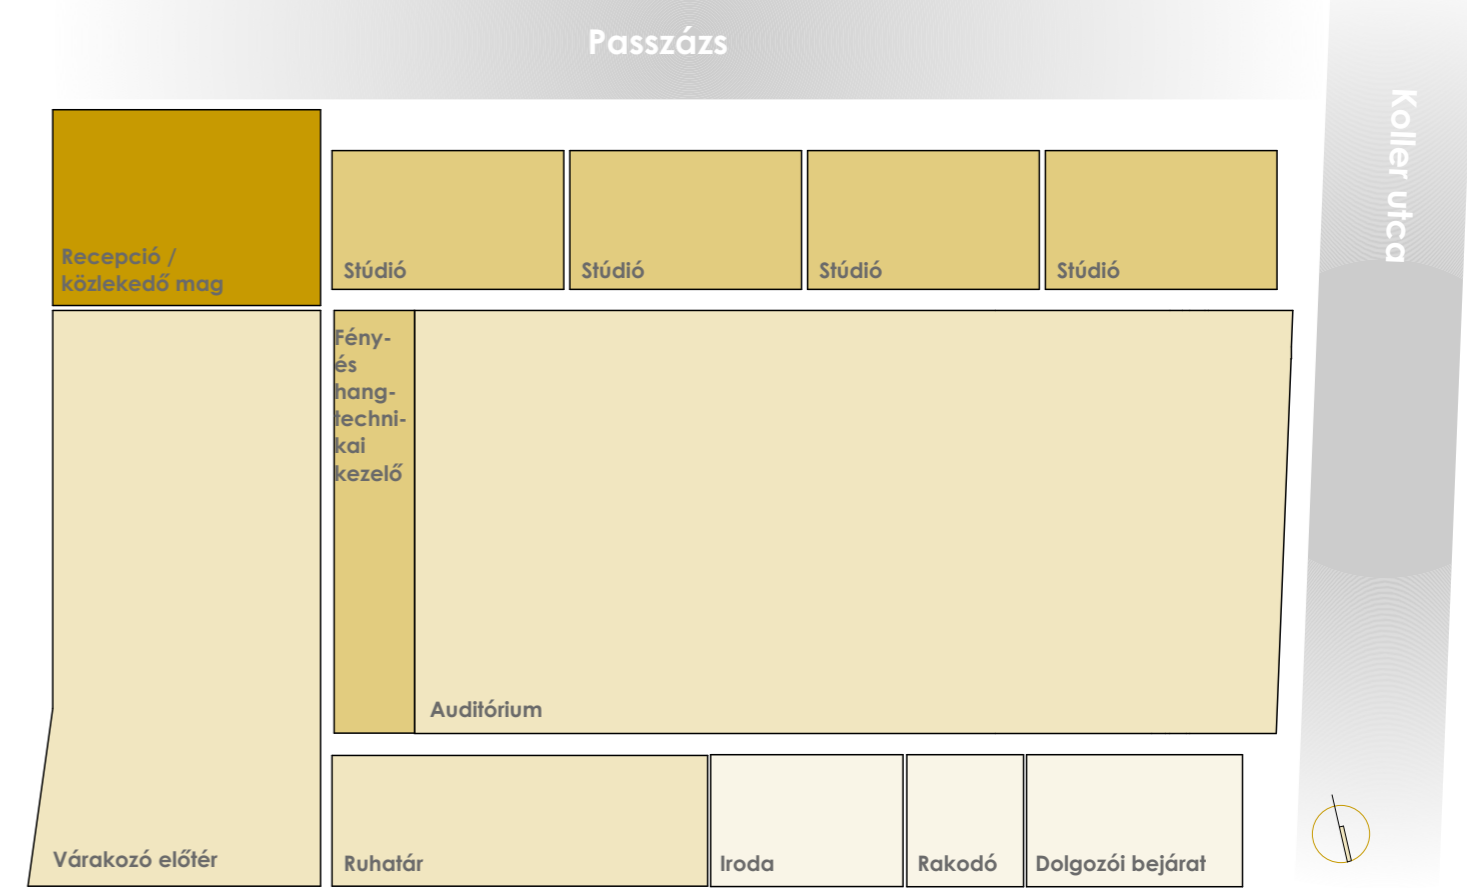 Passzázs
Koller utca
Recepció /
közlekedő mag
Stúdió
Stúdió
Stúdió
Stúdió
Fény-
és
hang-
techni-
kai
kezelő
Auditórium
Várakozó előtér
Ruhatár
Iroda
Rakodó
Dolgozói bejárat